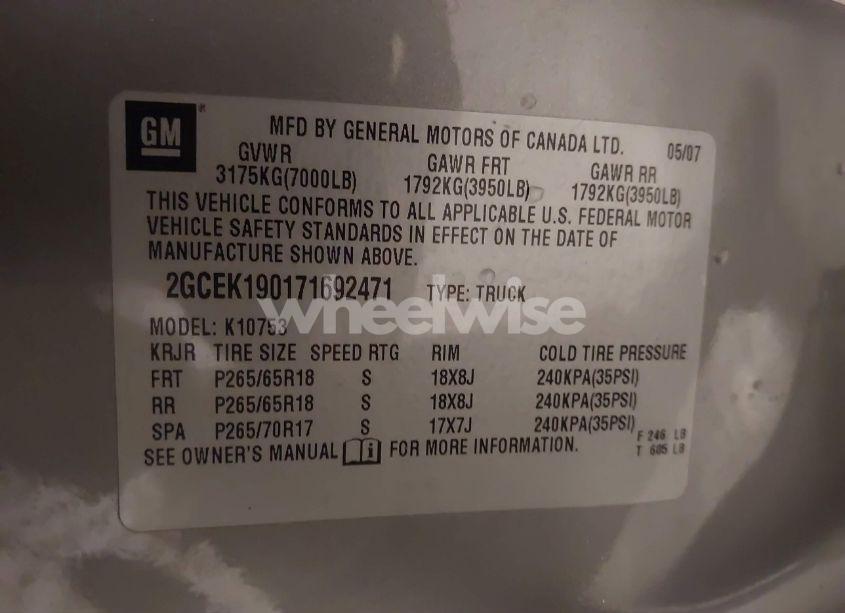 GM
MFD BY GENERAL MOTORS OF CANADA LTD. 05/07
GVWR GAWR FRT GAWR RR
3175KG(7000LB) 1792KG(3950LB) 1792KG(3950LB)
THIS VEHICLE CONFORMS TO ALL APPLICABLE U.S. FEDERAL MOTOR
VEHICLE SAFETY STANDARDS IN EFFECT ON THE DATE OF
MANUFACTURE SHOWN ABOVE.
2GCEK190171692471 TYPE: TRUCK
wheelwise
MODEL: K10753
KRJR TIRE SIZE SPEED RTG RIM COLD TIRE PRESSURE
FRT P265/65R18 S 18X8J 240KPA(35PSI)
RR P265/65R18 S 18X8J 240KPA(35PSI)
SPA P265/70R17 S 17X7J 240KPA(35PSI)
F 246 LB
T 605 LB
SEE OWNER'S MANUAL FOR MORE INFORMATION.